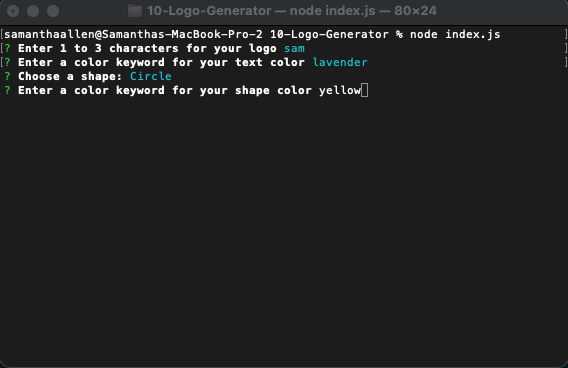 10-Logo-Generator — node index.js — 80×24
[samanthaallen@Samanthas-MacBook-Pro-2 10-Logo-Generator % node index.js ]
[? Enter 1 to 3 characters for your logo sam ]
[? Enter a color keyword for your text color lavender ]
? Choose a shape: Circle
? Enter a color keyword for your shape color yellow